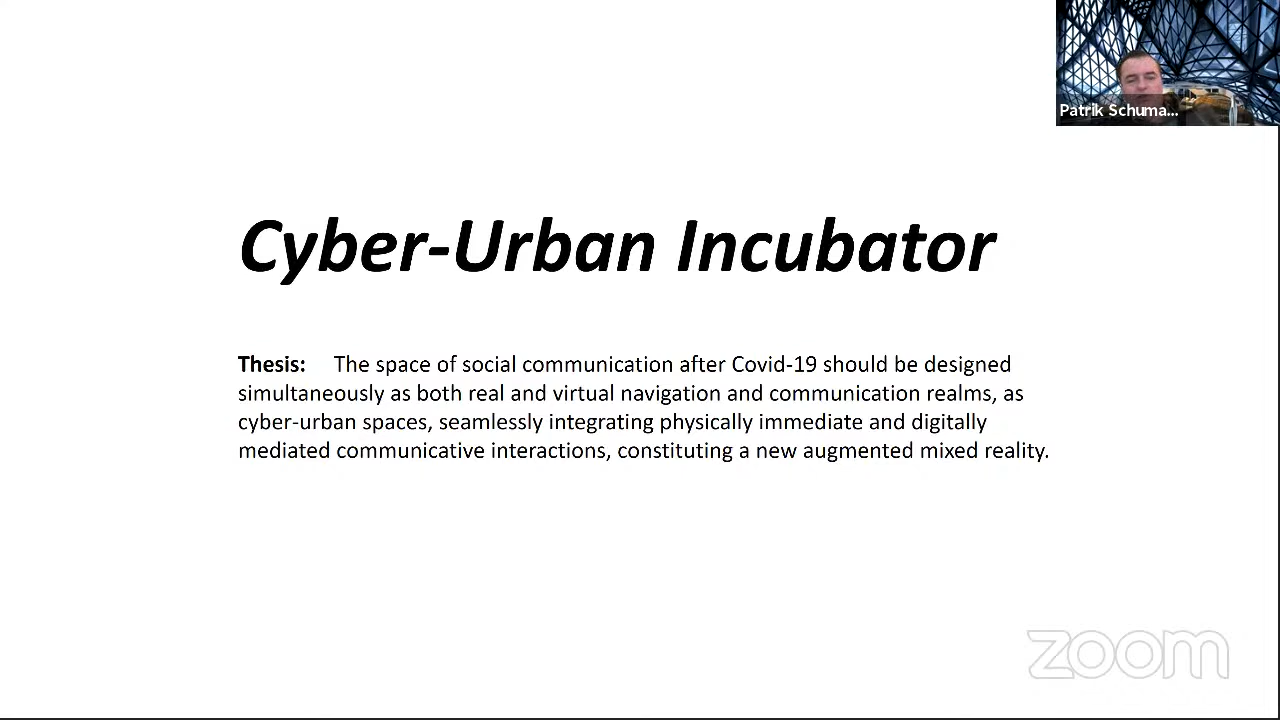 Patrik Schuma...
Cyber-Urban Incubator
Thesis: The space of social communication after Covid-19 should be designed
simultaneously as both real and virtual navigation and communication realms, as
cyber-urban spaces, seamlessly integrating physically immediate and digitally
mediated communicative interactions, constituting a new augmented mixed reality.
zoom